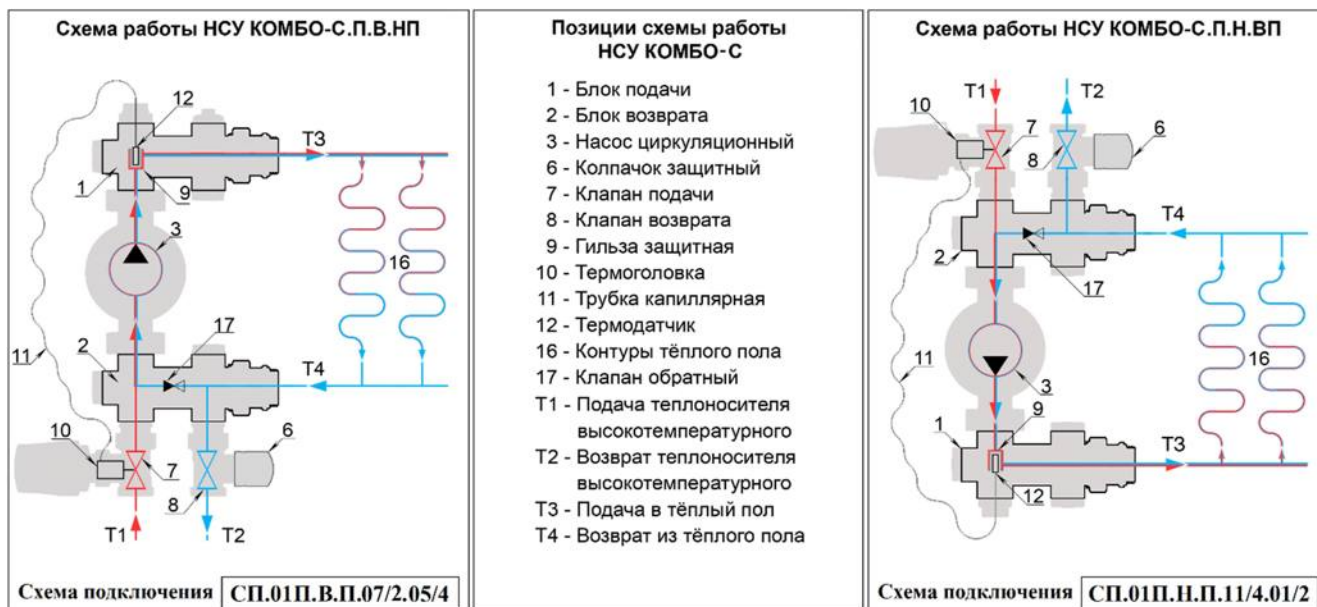 Схема работы НСУ КОМБО-С.П.В.НП
12
Т3
1
9
3
16
17
2
11
Т4
10
6
7
8
Т1
Т2
Схема подключения СП.01П.В.П.07/2.05/4
Позиции схемы работы
НСУ КОМБО-С
1 - Блок подачи
2 - Блок возврата
3 - Насос циркуляционный
6 - Колпачок защитный
7 - Клапан подачи
8 - Клапан возврата
9 - Гильза защитная
10 - Термоголовка
11 - Трубка капиллярная
12 - Термодатчик
16 - Контуры тёплого пола
17 - Клапан обратный
Т1 - Подача теплоносителя
высокотемпературного
Т2 - Возврат теплоносителя
высокотемпературного
Т3 - Подача в тёплый пол
Т4 - Возврат из тёплого пола
Схема работы НСУ КОМБО-С.П.Н.ВП
Т1
Т2
10
7
6
8
Т4
2
17
16
11
3
1
9
Т3
12
Схема подключения СП.01П.Н.П.11/4.01/2